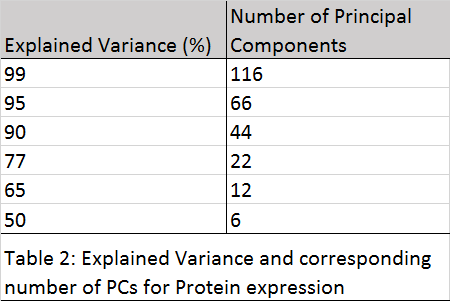 Explained Variance (%) Number of Principal Components
99 116
95 66
90 44
77 22
65 12
50 6
Table 2: Explained Variance and corresponding
number of PCs for Protein expression